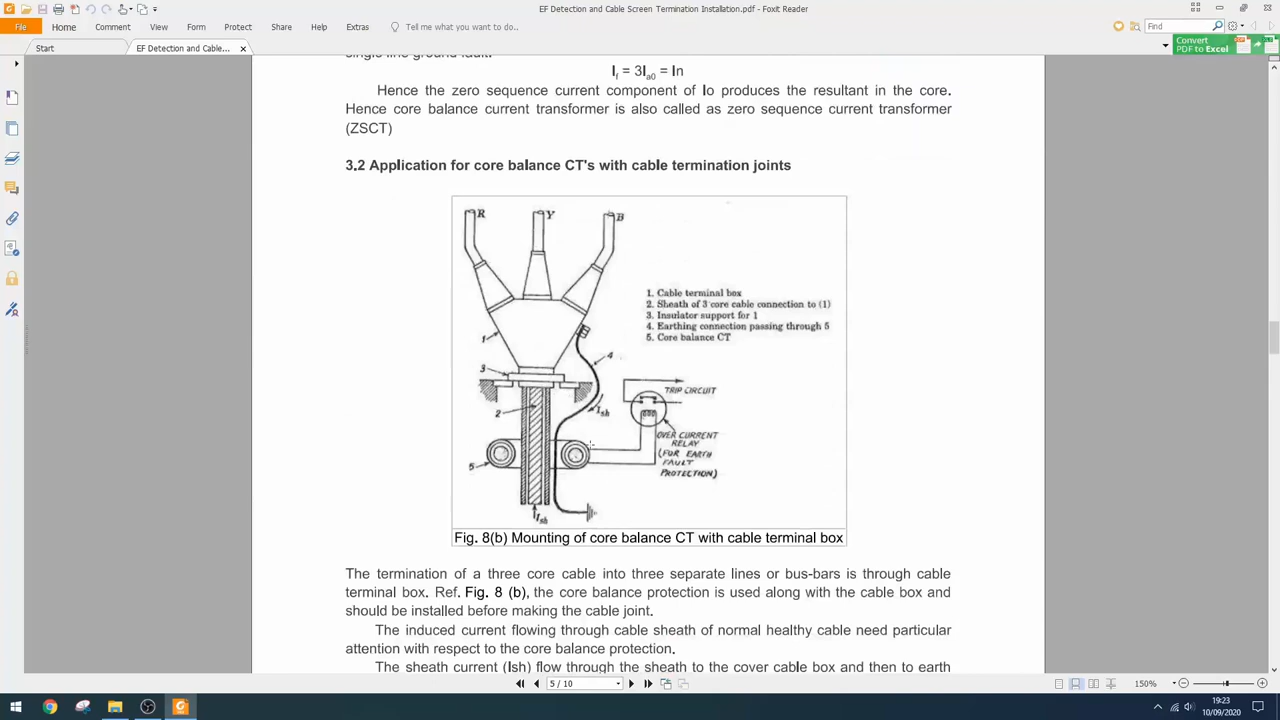 EF Detection and Cable Screen Termination Installation.pdf - Foxit Reader
File Home Comment View Form Protect Share Help Tell me what you want to do... Find
Start EF Detection and Cable...
Convert
PDF to Excel
single line ground fault.
If = 3Ia0 = In
Hence the zero sequence current component of Io produces the resultant in the core.
Hence core balance current transformer is also called as zero sequence current transformer
(ZSCT)
3.2 Application for core balance CT's with cable termination joints
R Y B
1. Cable terminal box
2. Sheath of 3 core cable connection to (1)
3. Insulator support for 1
4. Earthing connection passing through 5
5. Core balance CT
1
4
3
2
Ish
TRIP CIRCUIT
OVER CURRENT
RELAY
(FOR EARTH
FAULT
PROTECTION)
5
Ish
Fig. 8(b) Mounting of core balance CT with cable terminal box
The termination of a three core cable into three separate lines or bus-bars is through cable
terminal box. Ref. Fig. 8 (b), the core balance protection is used along with the cable box and
should be installed before making the cable joint.
The induced current flowing through cable sheath of normal healthy cable need particular
attention with respect to the core balance protection.
The sheath current (Ish) flow through the sheath to the cover cable box and then to earth
5 / 10
150%
19:23
10/09/2020